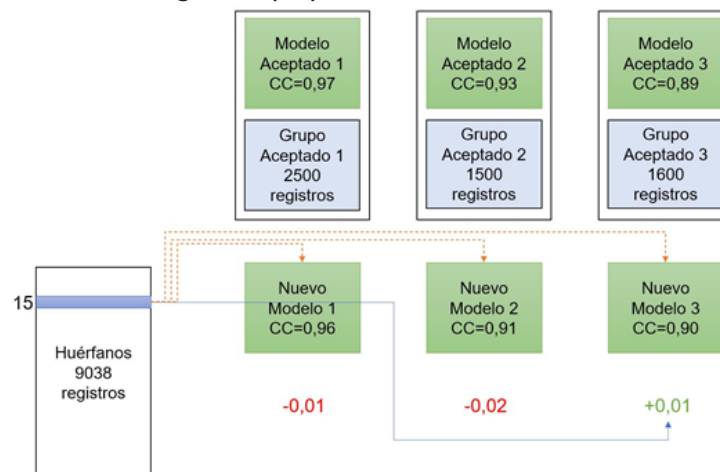 Modelo
Aceptado 1
CC=0,97
Modelo
Aceptado 2
CC=0,93
Modelo
Aceptado 3
CC=0,89
Grupo
Aceptado 1
2500
registros
Grupo
Aceptado 2
1500
registros
Grupo
Aceptado 3
1600
registros
15
Huérfanos
9038
registros
Nuevo
Modelo 1
CC=0,96
Nuevo
Modelo 2
CC=0,91
Nuevo
Modelo 3
CC=0,90
-0,01
-0,02
+0,01